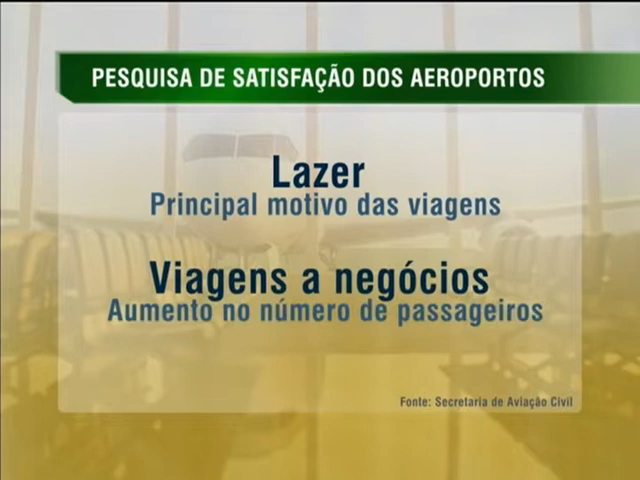 PESQUISA DE SATISFAÇÃO DOS AEROPORTOS
Lazer
Principal motivo das viagens
Viagens a negócios
Aumento no número de passageiros
Fonte: Secretaria de Aviação Civil